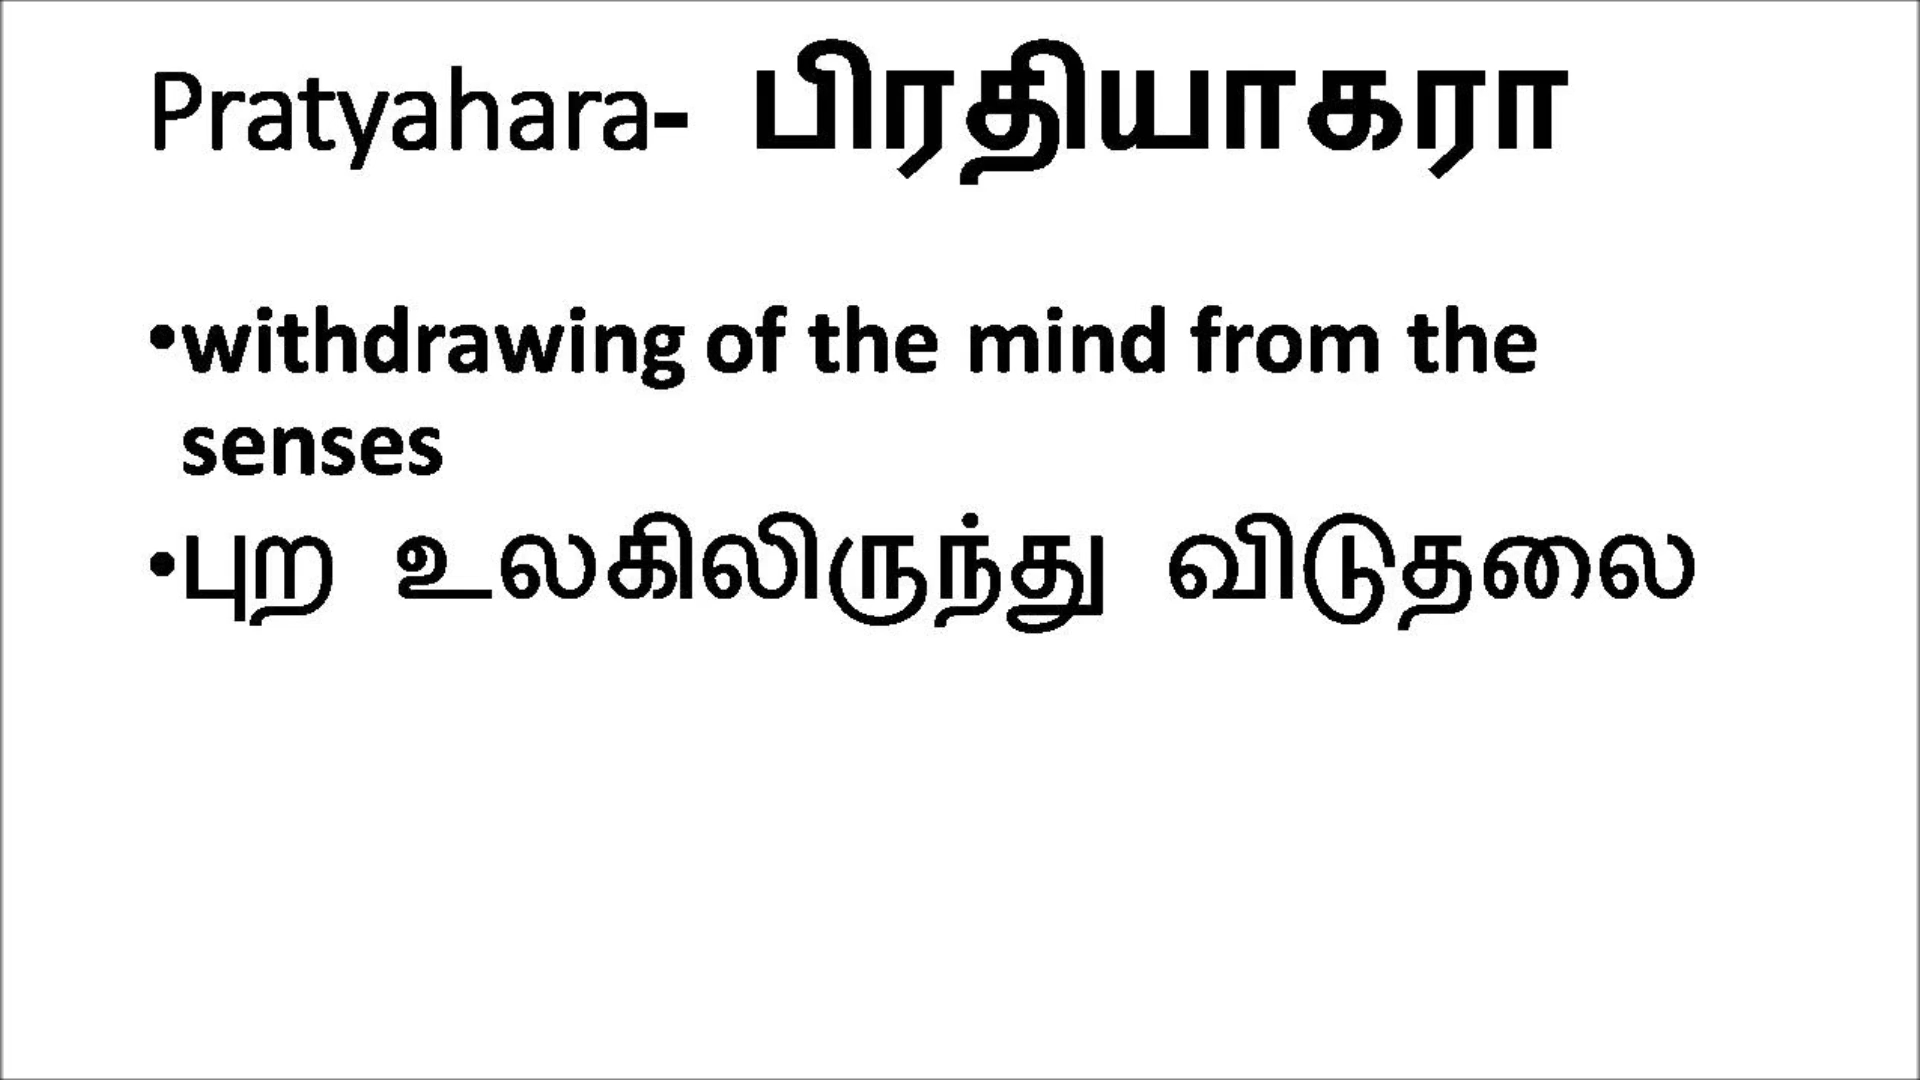 Pratyahara- பிரதியாகரா
•withdrawing of the mind from the
senses
•புற உலகிலிருந்து விடுதலை